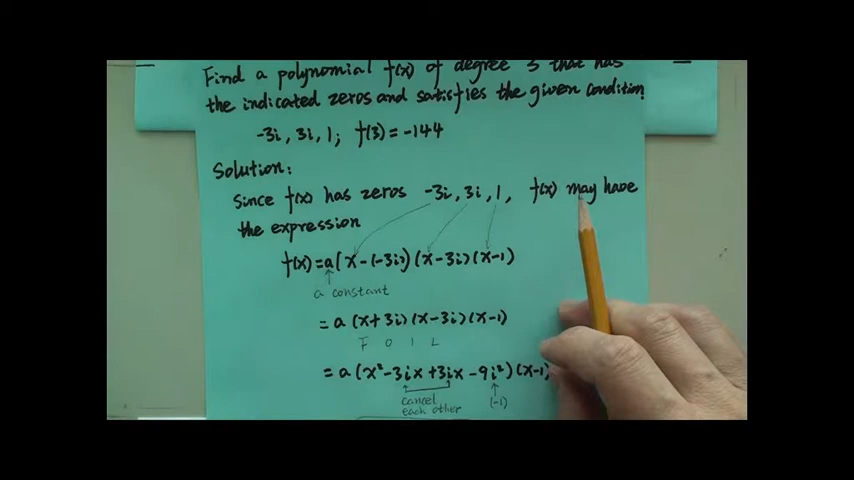 Find a polynomial f(x) of degree 3 that has
the indicated zeros and satisfies the given condition.
-3i, 3i, 1; f(3) = -144
Solution:
Since f(x) has zeros -3i, 3i, 1, f(x) may have
the expression
f(x) = a(x-(-3i))(x-3i)(x-1)
a constant
= a(x+3i)(x-3i)(x-1)
F O I L
= a(x²-3ix+3ix-9i²)(x-1)
cancel
each other
(-1)